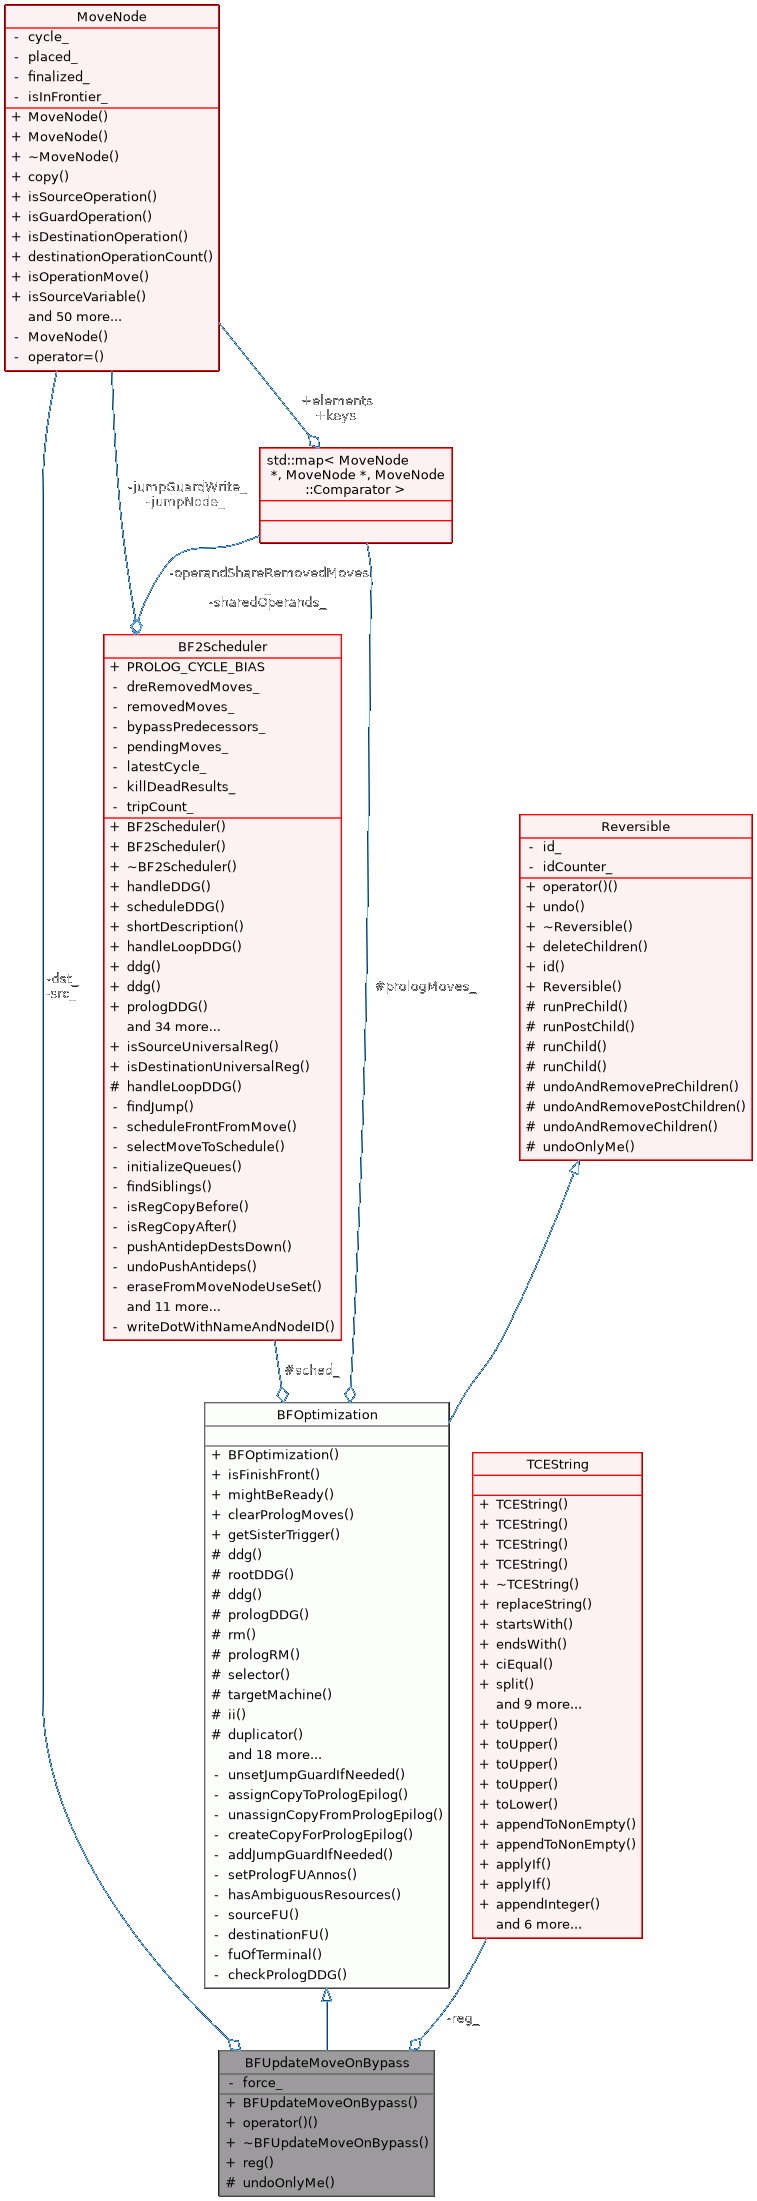 MoveNode
- cycle_
- placed_
- finalized_
- isInFrontier_
+ MoveNode()
+ MoveNode()
+ ~MoveNode()
+ copy()
+ isSourceOperation()
+ isGuardOperation()
+ isDestinationOperation()
+ destinationOperationCount()
+ isOperationMove()
+ isSourceVariable()
and 50 more...
- MoveNode()
- operator=()
+elements
+keys
std::map< MoveNode
*, MoveNode *, MoveNode
::Comparator >
-jumpGuardWrite_
-jumpNode_
-operandShareRemovedMoves
_
-sharedOperands_
BF2Scheduler
+ PROLOG_CYCLE_BIAS
- dreRemovedMoves_
- removedMoves_
- bypassPredecessors_
- pendingMoves_
- latestCycle_
- killDeadResults_
- tripCount_
+ BF2Scheduler()
+ BF2Scheduler()
+ ~BF2Scheduler()
+ handleDDG()
+ scheduleDDG()
+ shortDescription()
+ handleLoopDDG()
+ ddg()
+ ddg()
+ prologDDG()
and 34 more...
+ isSourceUniversalReg()
+ isDestinationUniversalReg()
# handleLoopDDG()
- findJump()
- scheduleFrontFromMove()
- selectMoveToSchedule()
- initializeQueues()
- findSiblings()
- isRegCopyBefore()
- isRegCopyAfter()
- pushAntidepDestsDown()
- undoPushAntideps()
- eraseFromMoveNodeUseSet()
and 11 more...
- writeDotWithNameAndNodeID()
-dst_
-src_
#prologMoves_
Reversible
- id_
- idCounter_
+ operator()()
+ undo()
+ ~Reversible()
+ deleteChildren()
+ id()
+ Reversible()
# runPreChild()
# runPostChild()
# runChild()
# runChild()
# undoAndRemovePreChildren()
# undoAndRemovePostChildren()
# undoAndRemoveChildren()
# undoOnlyMe()
#sched_
BFOptimization
+ BFOptimization()
+ isFinishFront()
+ mightBeReady()
+ clearPrologMoves()
+ getSisterTrigger()
# ddg()
# rootDDG()
# ddg()
# prologDDG()
# rm()
# prologRM()
# selector()
# targetMachine()
# ii()
# duplicator()
and 18 more...
- unsetJumpGuardIfNeeded()
- assignCopyToPrologEpilog()
- unassignCopyFromPrologEpilog()
- createCopyForPrologEpilog()
- addJumpGuardIfNeeded()
- setPrologFUAnnos()
- hasAmbiguousResources()
- sourceFU()
- destinationFU()
- fuOfTerminal()
- checkPrologDDG()
TCEString
+ TCEString()
+ TCEString()
+ TCEString()
+ TCEString()
+ ~TCEString()
+ replaceString()
+ startsWith()
+ endsWith()
+ ciEqual()
+ split()
and 9 more...
+ toUpper()
+ toUpper()
+ toUpper()
+ toUpper()
+ toLower()
+ appendToNonEmpty()
+ appendToNonEmpty()
+ applyIf()
+ applyIf()
+ appendInteger()
and 6 more...
-reg_
BFUpdateMoveOnBypass
- force_
+ BFUpdateMoveOnBypass()
+ operator()()
+ ~BFUpdateMoveOnBypass()
+ reg()
# undoOnlyMe()